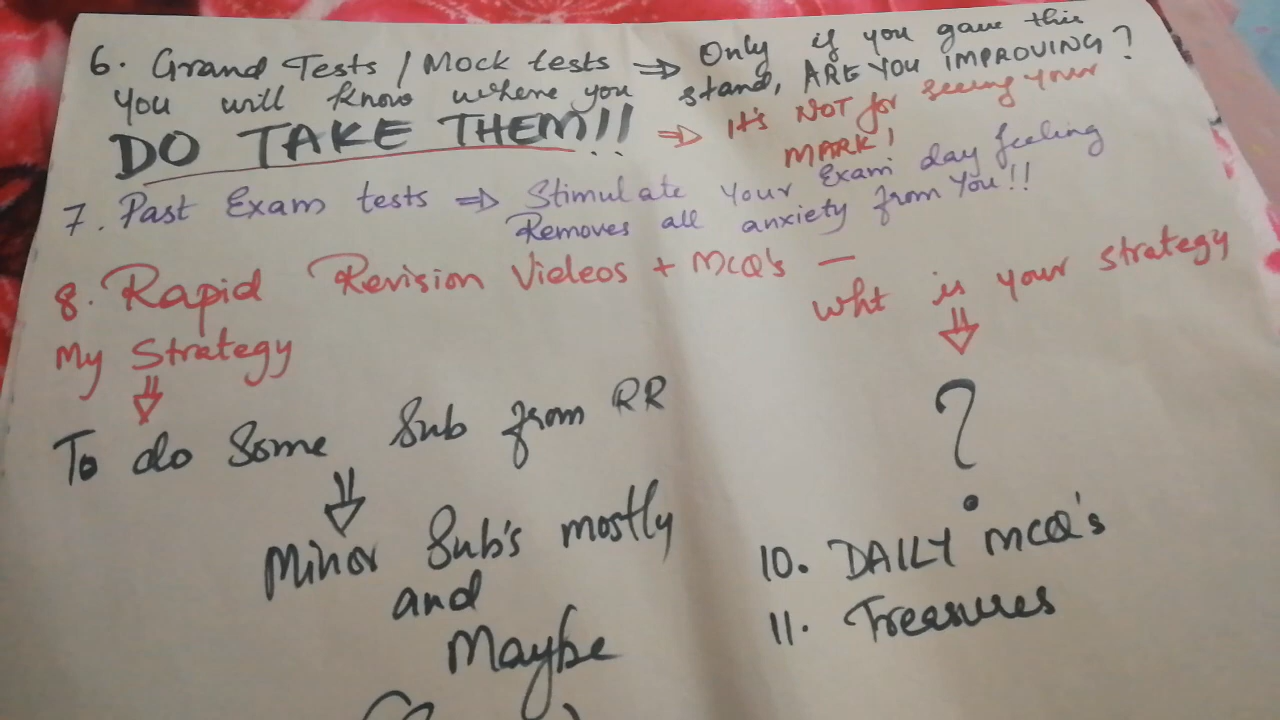 6. Grand Tests / Mock tests ⇒ Only if you gave this
You will know where you stand, ARE YOU IMPROVING?
DO TAKE THEM!! ⇒ It's NOT for seeing your
MARK!
7. Past Exam tests ⇒ Stimulate your Exam day feeling
Removes all anxiety from You!!
8. Rapid Revision Videos + MCQ's —
My Strategy
⇓
To do Some Sub from RR
⇓
Minor Sub's mostly
and
Maybe
Wht is your strategy
⇓
?
10. DAILY MCQ's
11. Treasures